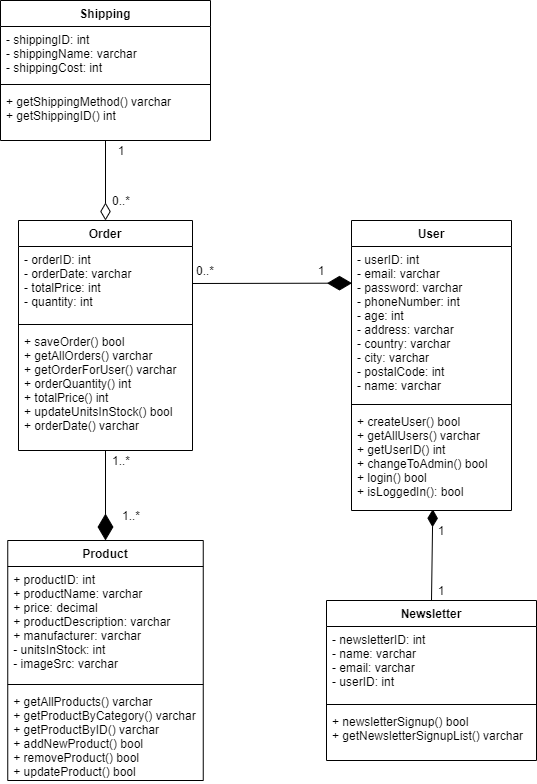 Shipping
- shippingID: int
- shippingName: varchar
- shippingCost: int
+ getShippingMethod() varchar
+ getShippingID() int
1
0..*
Order
- orderID: int
- orderDate: varchar
- totalPrice: int
- quantity: int
+ saveOrder() bool
+ getAllOrders() varchar
+ getOrderForUser() varchar
+ orderQuantity() int
+ totalPrice() int
+ updateUnitsInStock() bool
+ orderDate() varchar
0..*
1
User
- userID: int
- email: varchar
- password: varchar
- phoneNumber: int
- age: int
- address: varchar
- country: varchar
- city: varchar
- postalCode: int
- name: varchar
+ createUser() bool
+ getAllUsers() varchar
+ getUserID() int
+ changeToAdmin() bool
+ login() bool
+ isLoggedIn(): bool
1..*
1..*
Product
+ productID: int
+ productName: varchar
+ price: decimal
+ productDescription: varchar
+ manufacturer: varchar
- unitsInStock: int
- imageSrc: varchar
+ getAllProducts() varchar
+ getProductByCategory() varchar
+ getProductByID() varchar
+ addNewProduct() bool
+ removeProduct() bool
+ updateProduct() bool
1
1
Newsletter
- newsletterID: int
- name: varchar
- email: varchar
- userID: int
+ newsletterSignup() bool
+ getNewsletterSignupList() varchar